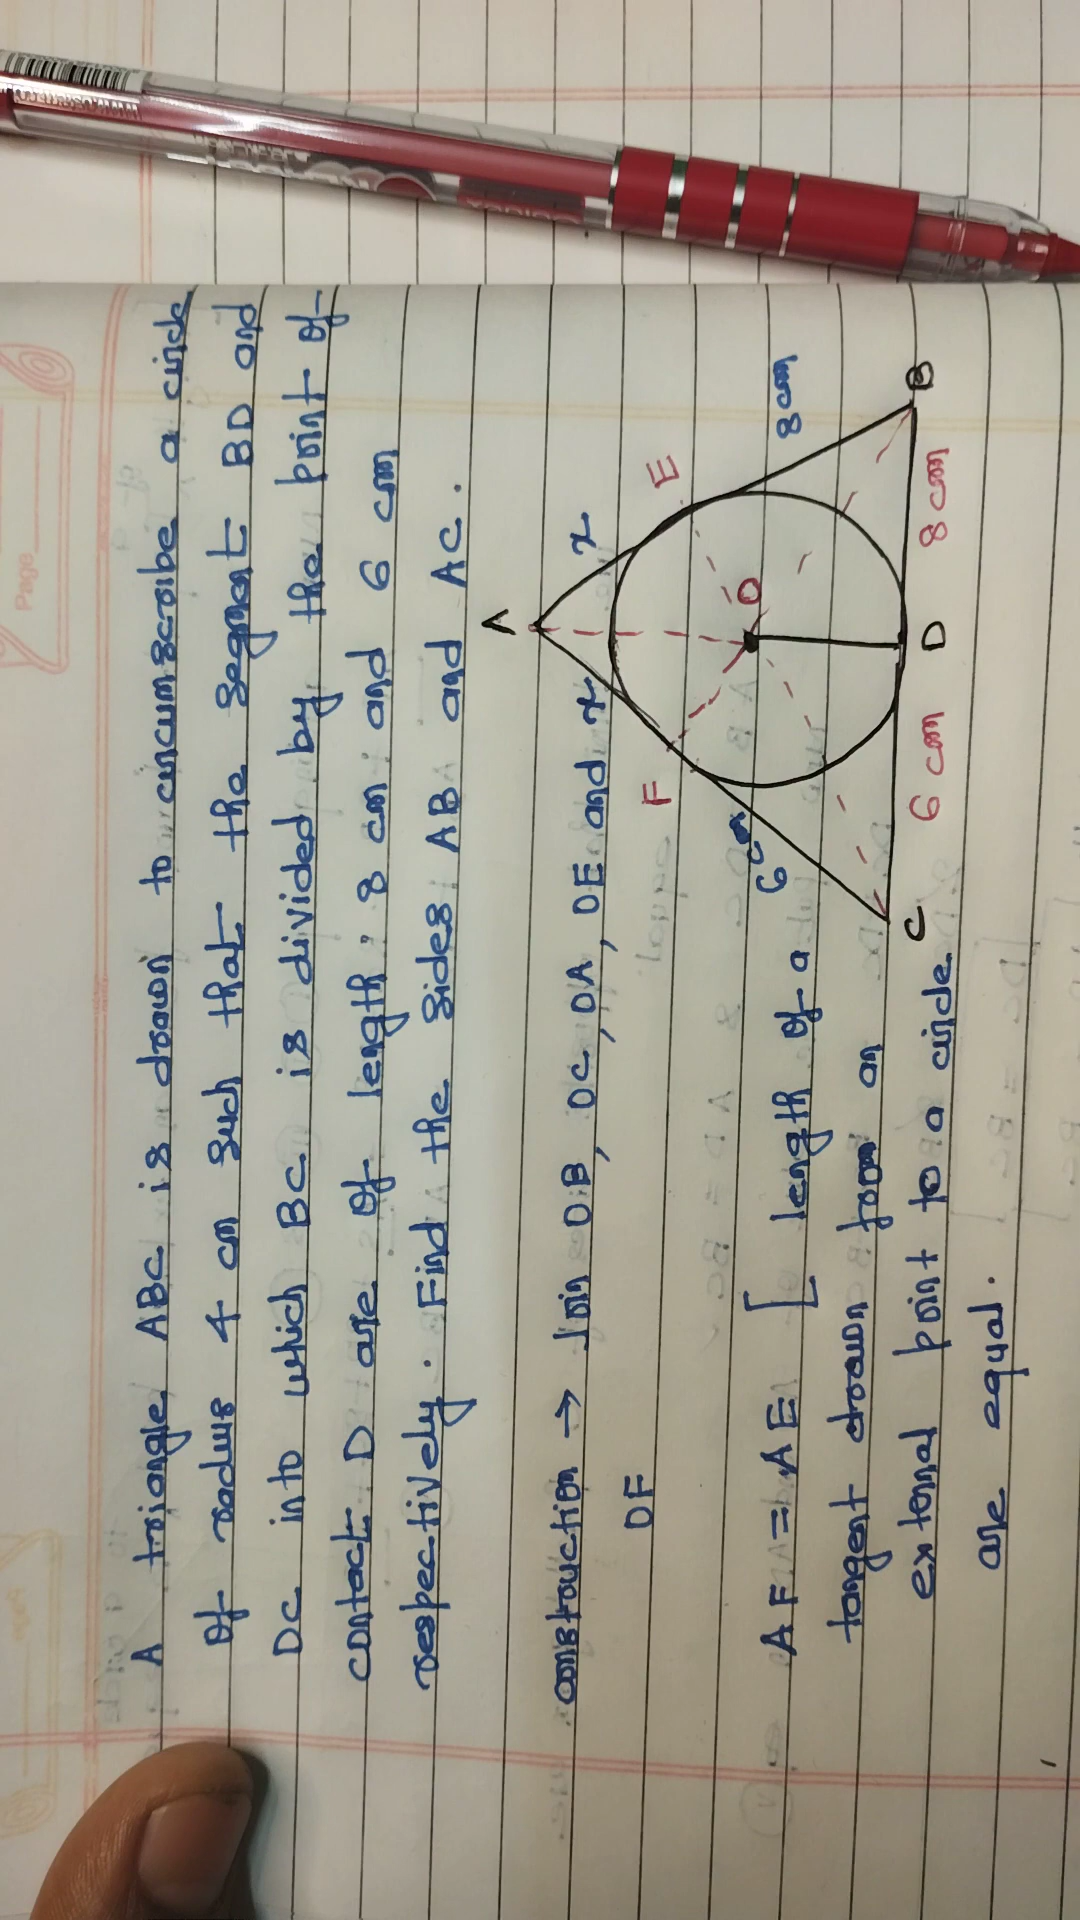 A triangle ABC is drawn to circumscribe a circle
of radius 4 cm such that the segment BD and
DC into which BC is divided by the point of
contact D are of length 8 cm and 6 cm
respectively. Find the sides AB and AC.
construction → Join OB, OC, OA, OE and
OF
AF = AE [length of a
tangent drawn from an
external point to a circle
are equal.
A
x
x
E
F
8 cm
O
6 cm
B
C
D
6 cm
8 cm
Page